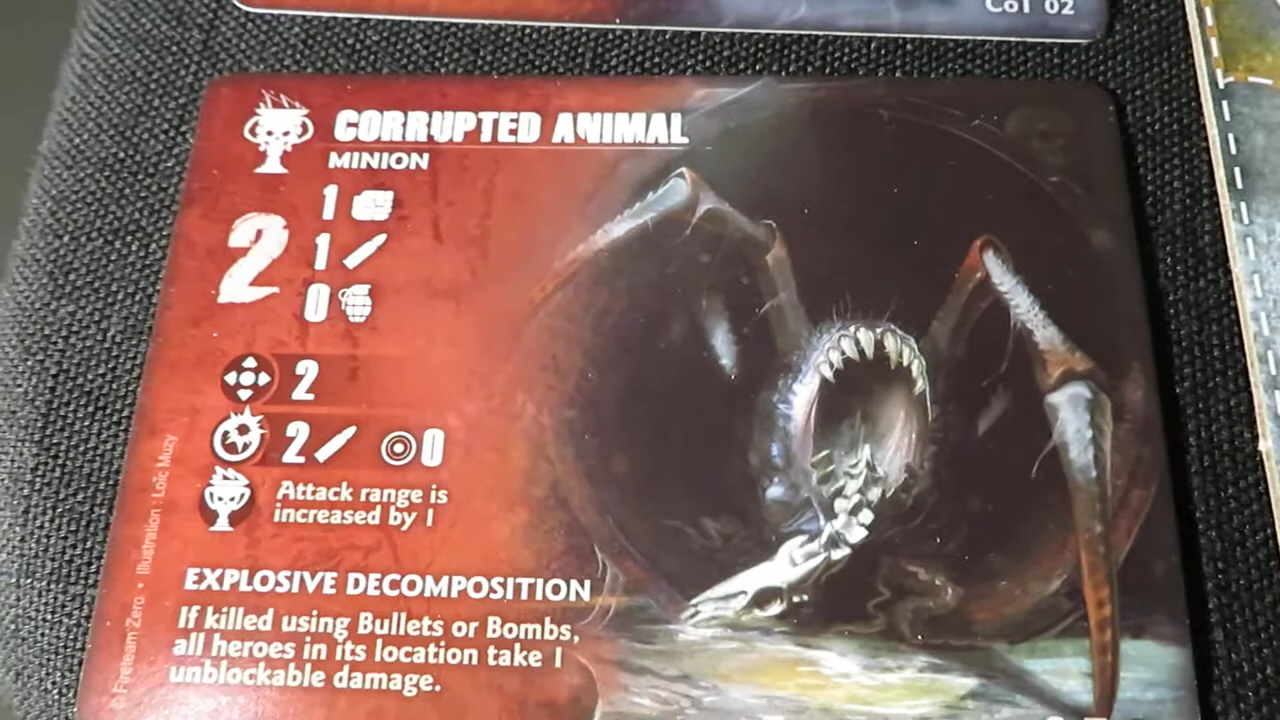 CoT 02
CORRUPTED ANIMAL
MINION
1
2
1
0
2
2 0
Attack range is
increased by 1
EXPLOSIVE DECOMPOSITION
If killed using Bullets or Bombs,
all heroes in its location take 1
unblockable damage.
© Fireteam Zero • Illustration : Loïc Muzy